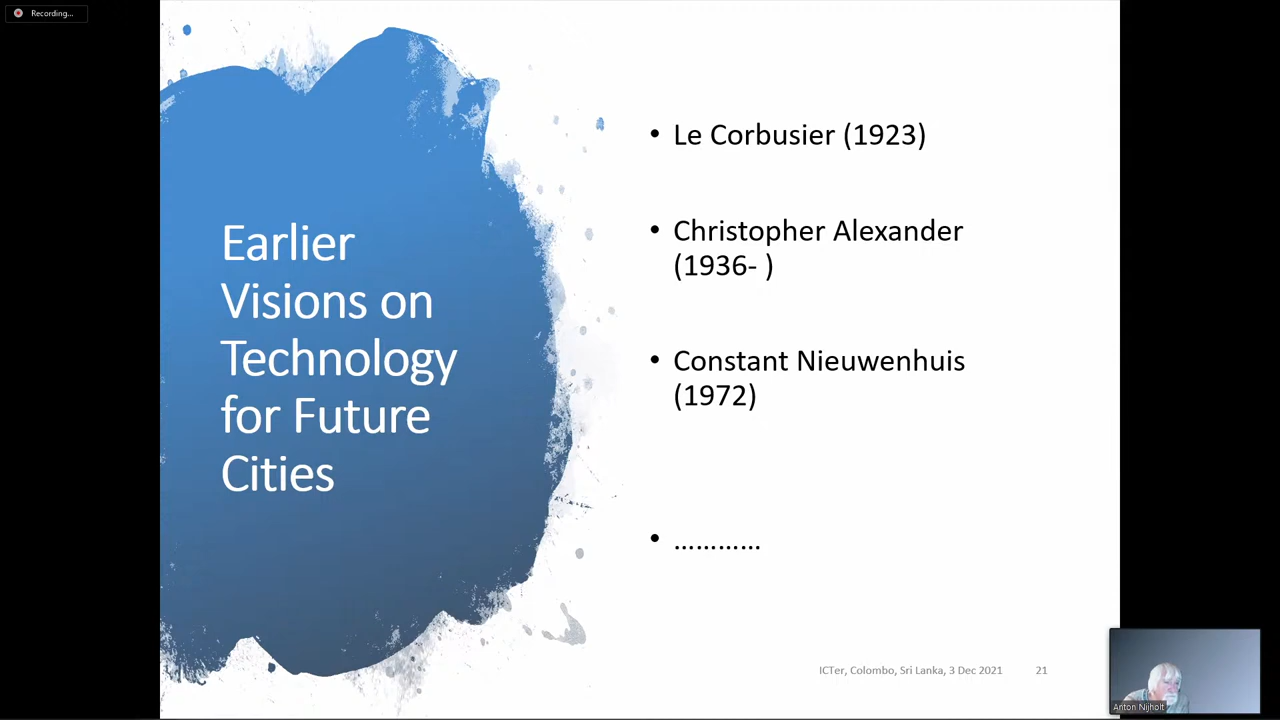 Recording...
Earlier
Visions on
Technology
for Future
Cities
• Le Corbusier (1923)
• Christopher Alexander
(1936- )
• Constant Nieuwenhuis
(1972)
• …………
ICTer, Colombo, Sri Lanka, 3 Dec 2021 21
Anton Nijholt